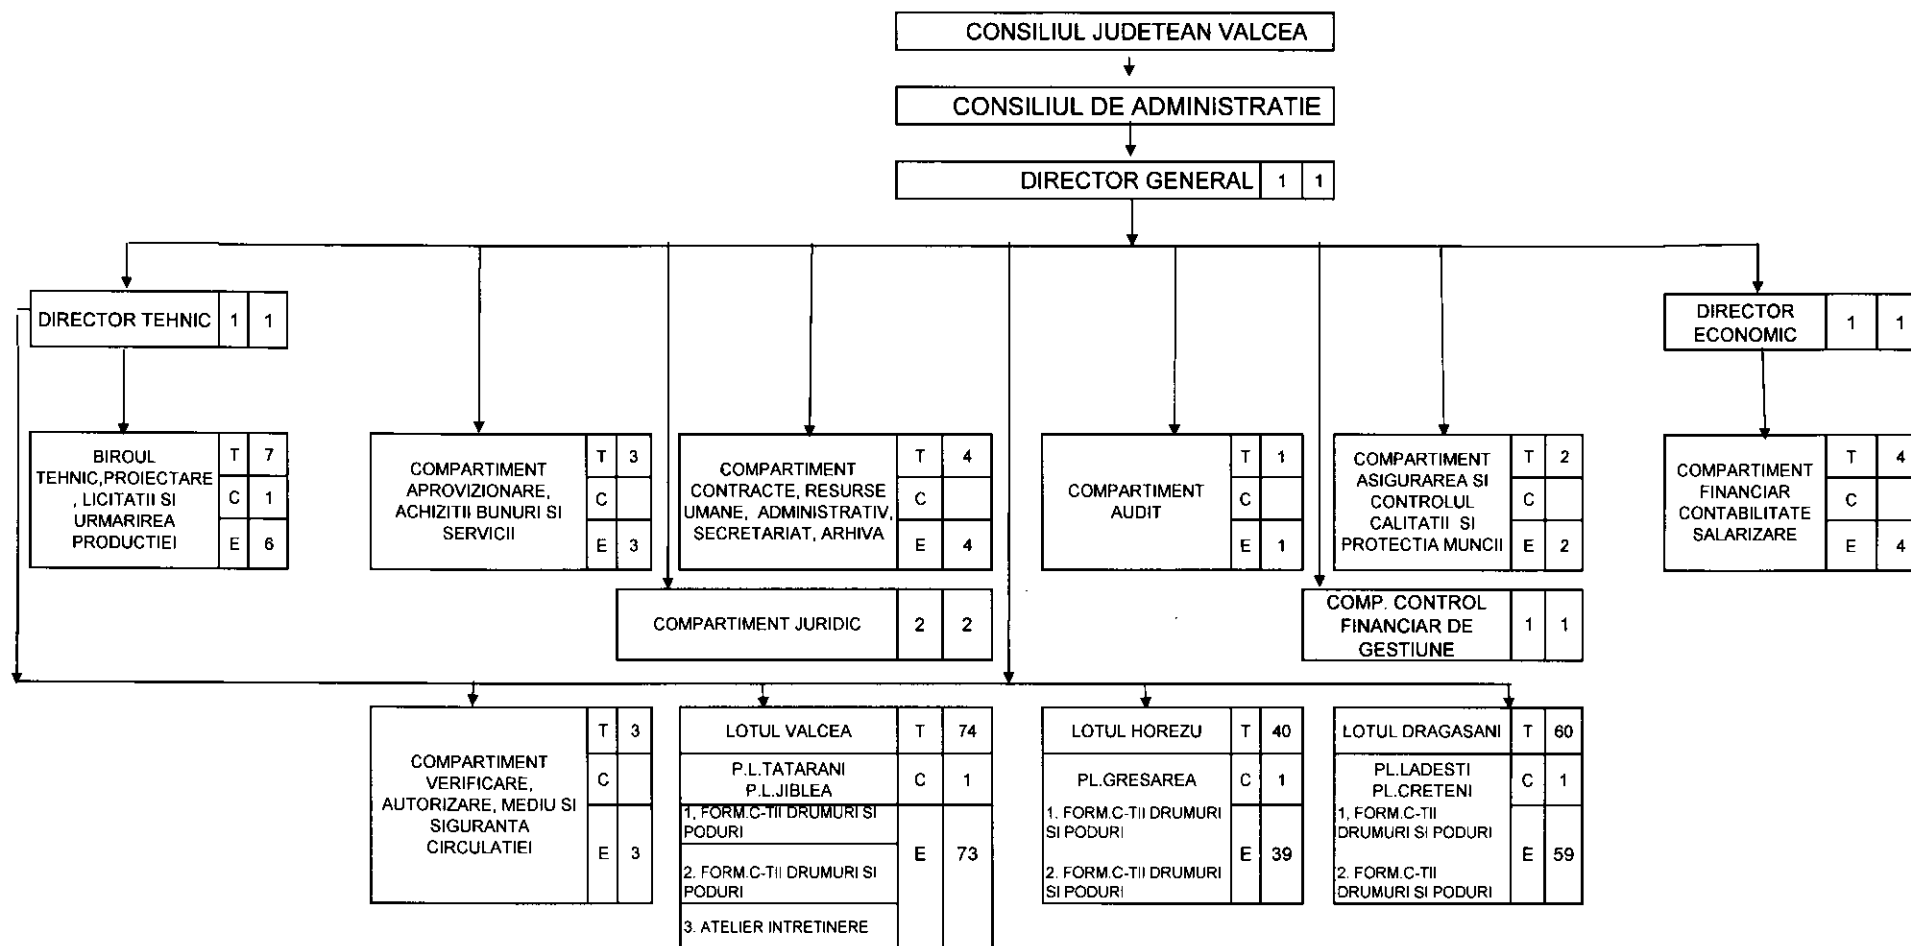 CONSILIUL JUDETEAN VALCEA
CONSILIUL DE ADMINISTRATIE
DIRECTOR GENERAL 1 1
DIRECTOR TEHNIC 1 1
DIRECTOR
ECONOMIC
1 1
BIROUL
TEHNIC,PROIECTARE
, LICITATII SI
URMARIREA
PRODUCTIEI
T 7
C 1
E 6
COMPARTIMENT
APROVIZIONARE,
ACHIZITII BUNURI SI
SERVICII
T 3
C
E 3
COMPARTIMENT
CONTRACTE, RESURSE
UMANE, ADMINISTRATIV,
SECRETARIAT, ARHIVA
T 4
C
E 4
COMPARTIMENT
AUDIT
T 1
C
E 1
COMPARTIMENT
ASIGURAREA SI
CONTROLUL
CALITATII SI
PROTECTIA MUNCII
T 2
C
E 2
COMPARTIMENT
FINANCIAR
CONTABILITATE
SALARIZARE
T 4
C
E 4
COMPARTIMENT JURIDIC 2 2
COMP. CONTROL
FINANCIAR DE
GESTIUNE
1 1
COMPARTIMENT
VERIFICARE,
AUTORIZARE, MEDIU SI
SIGURANTA
CIRCULATIEI
T 3
C
E 3
LOTUL VALCEA T 74
P.L.TATARANI
P.L.JIBLEA
C 1
1, FORM.C-TII DRUMURI SI
PODURI
2. FORM.C-TII DRUMURI SI
PODURI
3. ATELIER INTRETINERE
E 73
LOTUL HOREZU T 40
PL.GRESAREA C 1
1. FORM.C-TII DRUMURI
SI PODURI
2. FORM.C-TII DRUMURI
SI PODURI
E 39
LOTUL DRAGASANI T 60
PL.LADESTI
PL.CRETENI
C 1
1, FORM.C-TII
DRUMURI SI PODURI
2. FORM.C-TII
DRUMURI SI PODURI
E 59